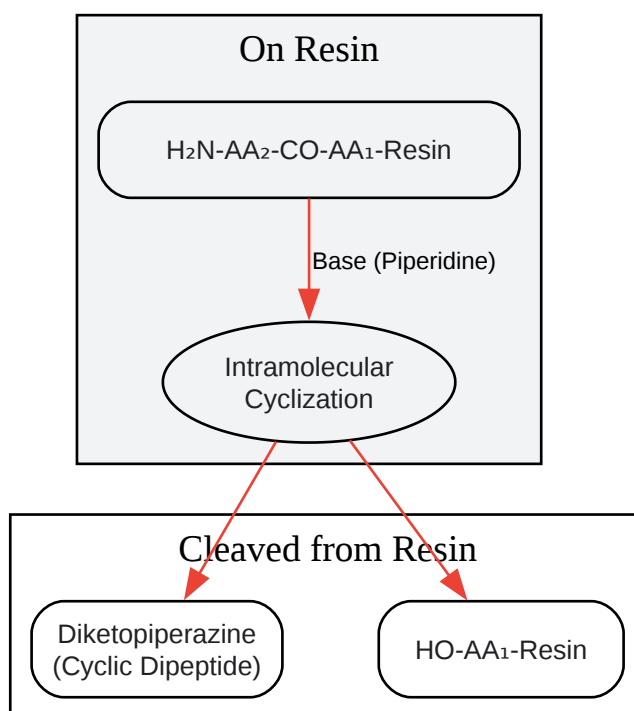 On Resin
H₂N-AA₂-CO-AA₁-Resin
Base (Piperidine)
Intramolecular
Cyclization
Cleaved from Resin
Diketopiperazine
(Cyclic Dipeptide)
HO-AA₁-Resin